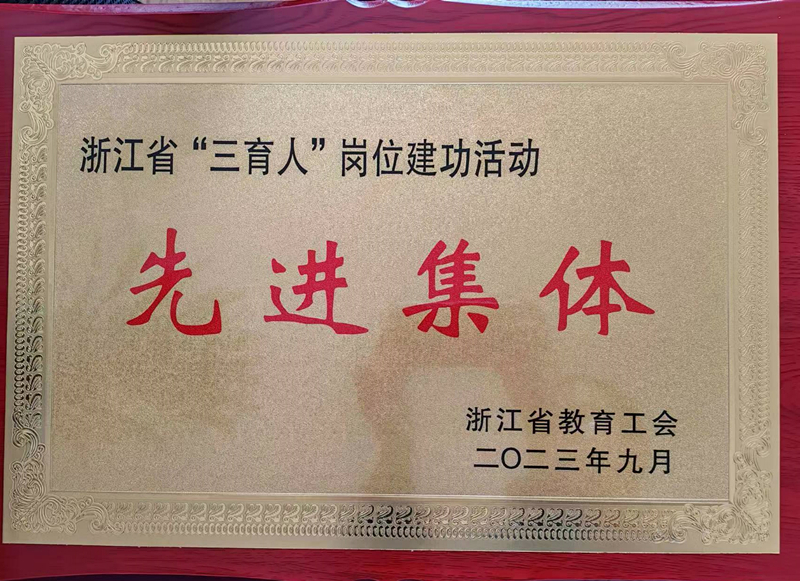 浙江省“三育人”岗位建功活动
先进集体
浙江省教育工会
二〇二三年九月